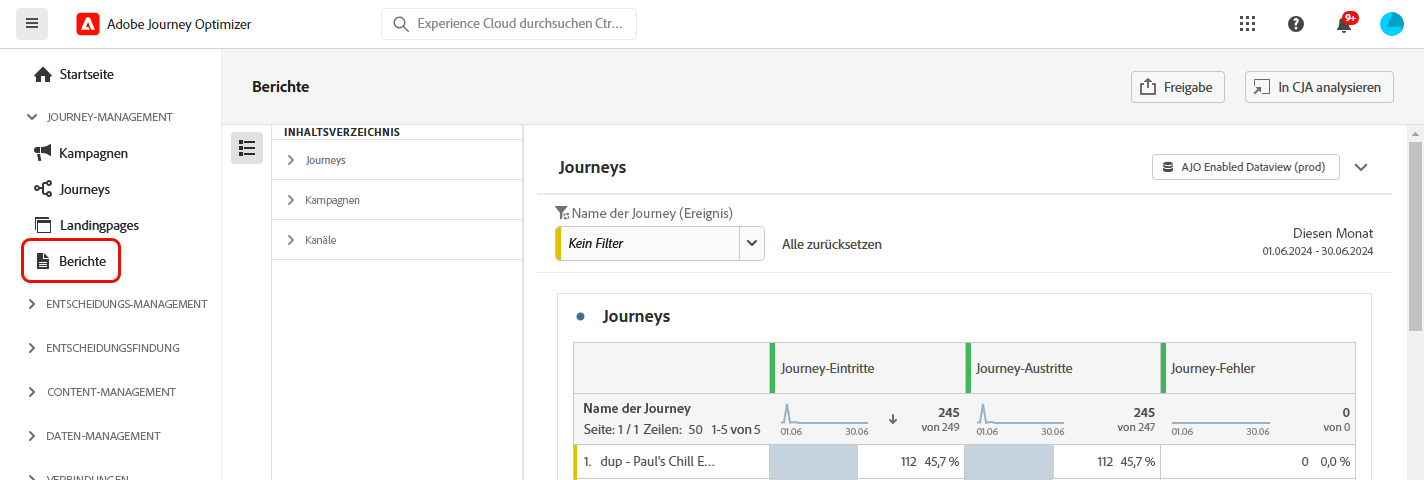 Adobe Journey Optimizer
Experience Cloud durchsuchen Ctr...
9+
Startseite
JOURNEY-MANAGEMENT
Kampagnen
Journeys
Landingpages
Berichte
ENTSCHEIDUNGS-MANAGEMENT
ENTSCHEIDUNGSFINDUNG
CONTENT-MANAGEMENT
DATEN-MANAGEMENT
VERBINDUNGEN
Berichte
Freigabe
In CJA analysieren
INHALTSVERZEICHNIS
Journeys
Kampagnen
Kanäle
Journeys
AJO Enabled Dataview (prod)
Name der Journey (Ereignis)
Kein Filter
Alle zurücksetzen
Diesen Monat
01.06.2024 - 30.06.2024
Journeys
Journey-Eintritte Journey-Austritte Journey-Fehler
Name der Journey
Seite: 1 / 1 Zeilen: 50 1-5 von 5
01.06 30.06 245 von 249
01.06 30.06 245 von 247
01.06 30.06 0 von 0
1. dup - Paul's Chill E... 112 45,7 % 112 45,7 % 0 0,0 %